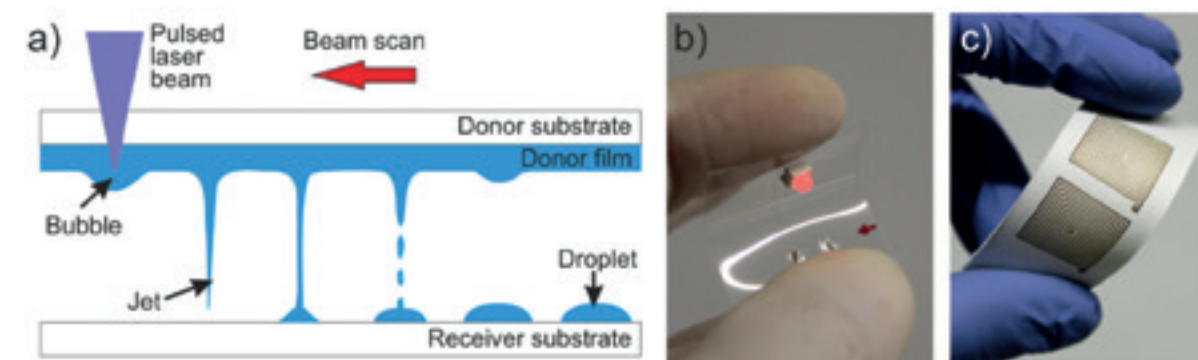 a)
Pulsed
laser
beam
Beam scan
Donor substrate
Donor film
Bubble
Jet
Droplet
Receiver substrate
b)
c)